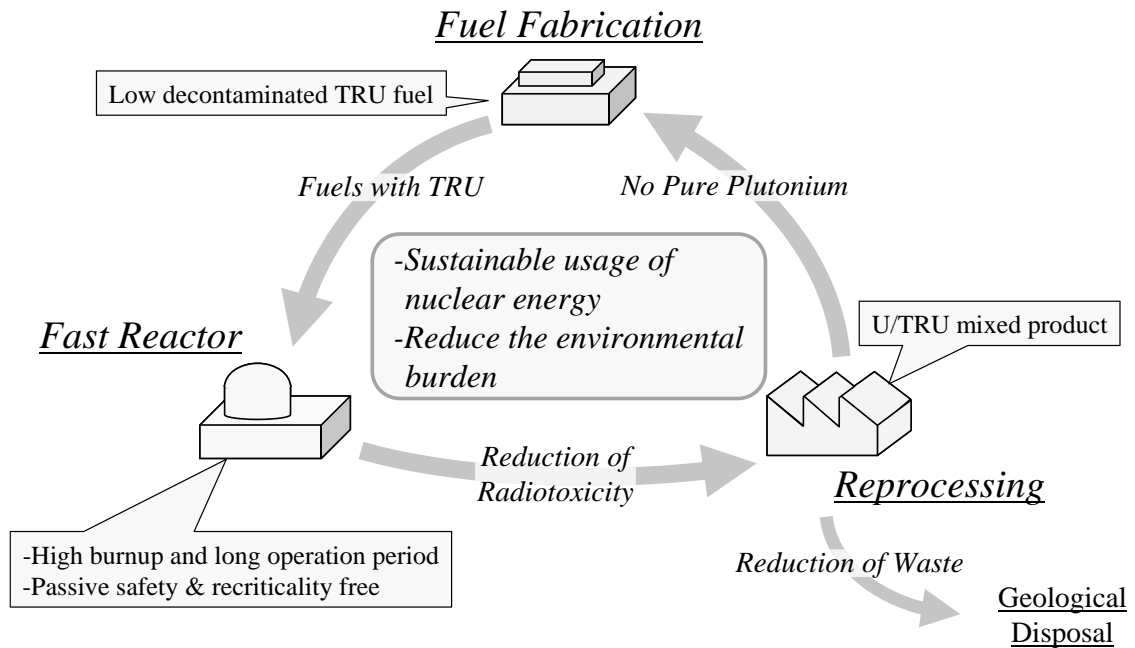 Fuel Fabrication
Low decontaminated TRU fuel
Fuels with TRU
No Pure Plutonium
-Sustainable usage of
nuclear energy
-Reduce the environmental
burden
Fast Reactor
U/TRU mixed product
Reduction of
Radiotoxicity
Reprocessing
-High burnup and long operation period
-Passive safety & recriticality free
Reduction of Waste
Geological
Disposal